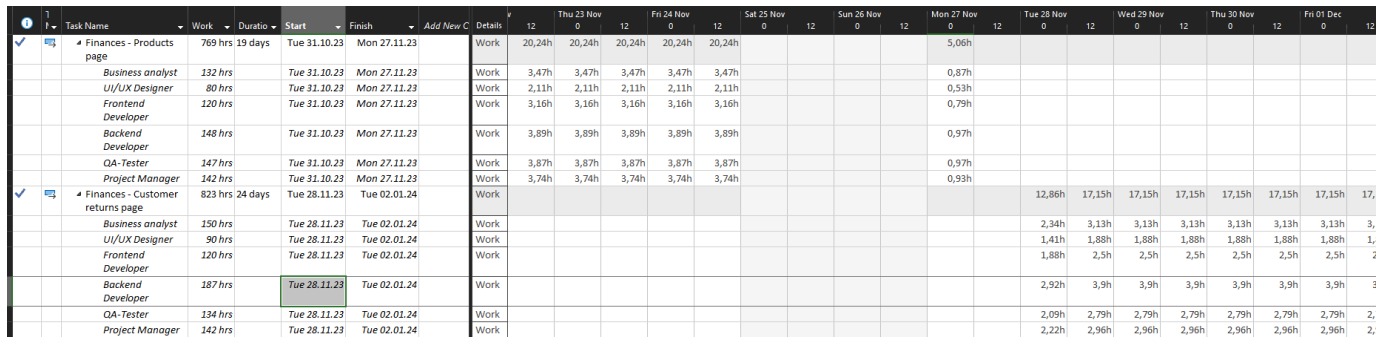 Thu 23 Nov Fri 24 Nov Sat 25 Nov Sun 26 Nov Mon 27 Nov Tue 28 Nov Wed 29 Nov Thu 30 Nov Fri 01 Dec
Task Name Work Duratio Start Finish Add New C Details 12 0 12 0 12 0 12 0 12 0 12 0 12 0 12 0 12 0 12
Finances - Products page 769 hrs 19 days Tue 31.10.23 Mon 27.11.23 Work 20,24h 20,24h 20,24h 20,24h 20,24h 5,06h
Business analyst 132 hrs Tue 31.10.23 Mon 27.11.23 Work 3,47h 3,47h 3,47h 3,47h 3,47h 0,87h
UI/UX Designer 80 hrs Tue 31.10.23 Mon 27.11.23 Work 2,11h 2,11h 2,11h 2,11h 2,11h 0,53h
Frontend Developer 120 hrs Tue 31.10.23 Mon 27.11.23 Work 3,16h 3,16h 3,16h 3,16h 3,16h 0,79h
Backend Developer 148 hrs Tue 31.10.23 Mon 27.11.23 Work 3,89h 3,89h 3,89h 3,89h 3,89h 0,97h
QA-Tester 147 hrs Tue 31.10.23 Mon 27.11.23 Work 3,87h 3,87h 3,87h 3,87h 3,87h 0,97h
Project Manager 142 hrs Tue 31.10.23 Mon 27.11.23 Work 3,74h 3,74h 3,74h 3,74h 3,74h 0,93h
Finances - Customer returns page 823 hrs 24 days Tue 28.11.23 Tue 02.01.24 Work 12,86h 17,15h 17,15h 17,15h 17,15h 17,15h 17,15h 17,
Business analyst 150 hrs Tue 28.11.23 Tue 02.01.24 Work 2,34h 3,13h 3,13h 3,13h 3,13h 3,13h 3,13h 3,
UI/UX Designer 90 hrs Tue 28.11.23 Tue 02.01.24 Work 1,41h 1,88h 1,88h 1,88h 1,88h 1,88h 1,88h 1,
Frontend Developer 120 hrs Tue 28.11.23 Tue 02.01.24 Work 1,88h 2,5h 2,5h 2,5h 2,5h 2,5h 2,5h 2
Backend Developer 187 hrs Tue 28.11.23 Tue 02.01.24 Work 2,92h 3,9h 3,9h 3,9h 3,9h 3,9h 3,9h 3
QA-Tester 134 hrs Tue 28.11.23 Tue 02.01.24 Work 2,09h 2,79h 2,79h 2,79h 2,79h 2,79h 2,79h 2,
Project Manager 142 hrs Tue 28.11.23 Tue 02.01.24 Work 2,22h 2,96h 2,96h 2,96h 2,96h 2,96h 2,96h 2,